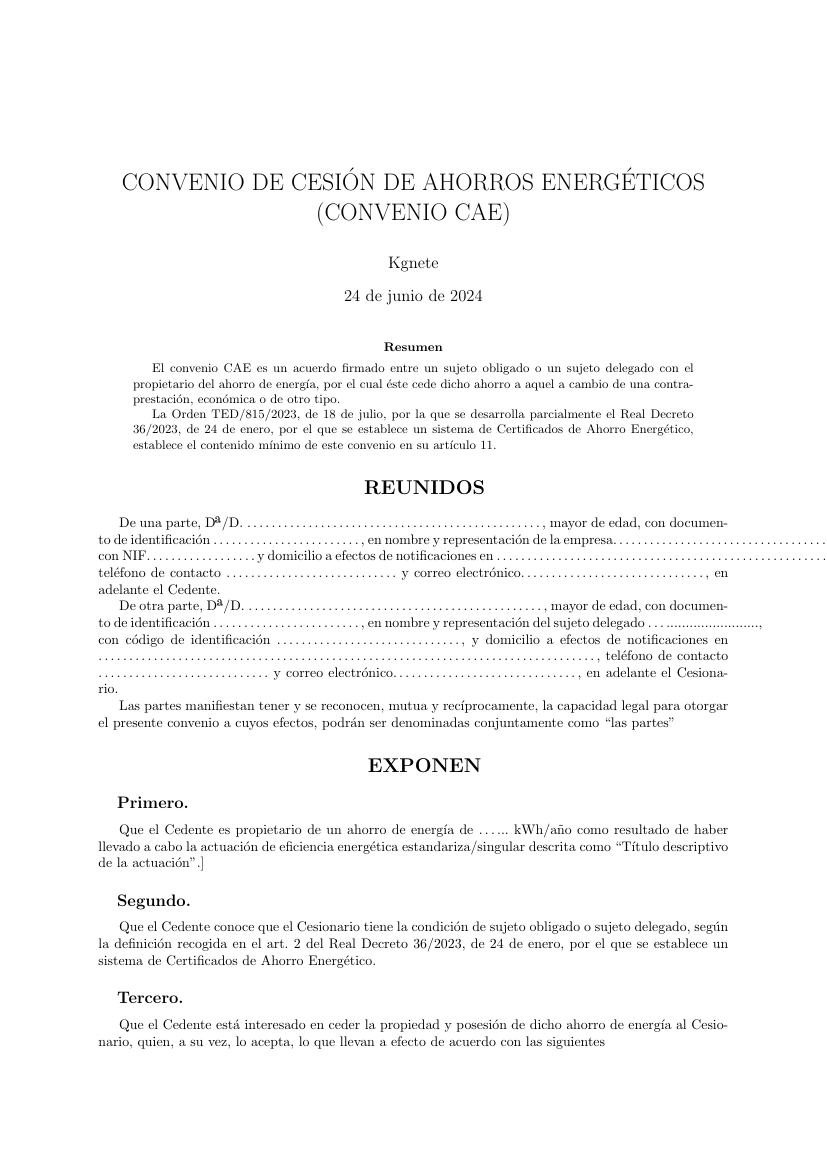 CONVENIO DE CESIÓN DE AHORROS ENERGÉTICOS
(CONVENIO CAE)
Kgnete
24 de junio de 2024
Resumen
El convenio CAE es un acuerdo firmado entre un sujeto obligado o un sujeto delegado con el
propietario del ahorro de energía, por el cual éste cede dicho ahorro a aquel a cambio de una contra-
prestación, económica o de otro tipo.
La Orden TED/815/2023, de 18 de julio, por la que se desarrolla parcialmente el Real Decreto
36/2023, de 24 de enero, por el que se establece un sistema de Certificados de Ahorro Energético,
establece el contenido mínimo de este convenio en su artículo 11.
REUNIDOS
De una parte, Dª/D. ................................................, mayor de edad, con documen-
to de identificación ........................, en nombre y representación de la empresa...................................
con NIF.................. y domicilio a efectos de notificaciones en ......................................................
teléfono de contacto ............................ y correo electrónico.............................., en
adelante el Cedente.
De otra parte, Dª/D. ................................................, mayor de edad, con documen-
to de identificación ........................, en nombre y representación del sujeto delegado .............................,
con código de identificación .............................., y domicilio a efectos de notificaciones en
................................................................................, teléfono de contacto
............................ y correo electrónico.............................., en adelante el Cesiona-
rio.
Las partes manifiestan tener y se reconocen, mutua y recíprocamente, la capacidad legal para otorgar
el presente convenio a cuyos efectos, podrán ser denominadas conjuntamente como “las partes”
EXPONEN
Primero.
Que el Cedente es propietario de un ahorro de energía de ...... kWh/año como resultado de haber
llevado a cabo la actuación de eficiencia energética estandariza/singular descrita como “Título descriptivo
de la actuación”.]
Segundo.
Que el Cedente conoce que el Cesionario tiene la condición de sujeto obligado o sujeto delegado, según
la definición recogida en el art. 2 del Real Decreto 36/2023, de 24 de enero, por el que se establece un
sistema de Certificados de Ahorro Energético.
Tercero.
Que el Cedente está interesado en ceder la propiedad y posesión de dicho ahorro de energía al Cesio-
nario, quien, a su vez, lo acepta, lo que llevan a efecto de acuerdo con las siguientes